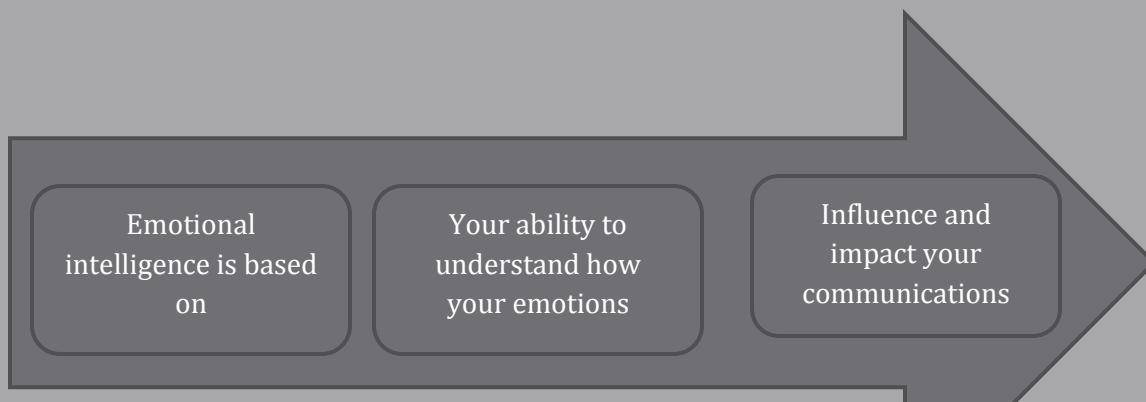 Emotional
intelligence is based
on
Your ability to
understand how
your emotions
Influence and
impact your
communications